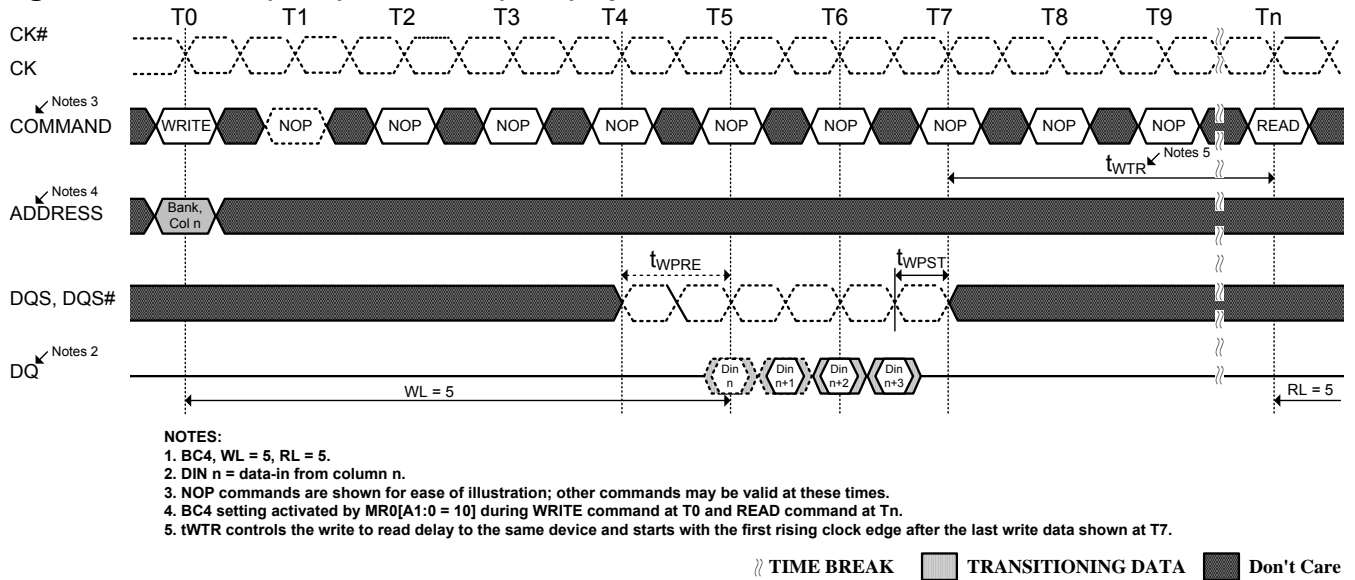 T0 T1 T2 T3 T4 T5 T6 T7 T8 T9 Tn
CK#
CK
Notes 3
COMMAND WRITE NOP NOP NOP NOP NOP NOP NOP NOP NOP READ
tWTR Notes 5
Notes 4
ADDRESS Bank, Col n
tWPRE tWPST
DQS, DQS#
Notes 2
DQ Din n Din n+1 Din n+2 Din n+3
WL = 5 RL = 5
NOTES:
1. BC4, WL = 5, RL = 5.
2. DIN n = data-in from column n.
3. NOP commands are shown for ease of illustration; other commands may be valid at these times.
4. BC4 setting activated by MR0[A1:0 = 10] during WRITE command at T0 and READ command at Tn.
5. tWTR controls the write to read delay to the same device and starts with the first rising clock edge after the last write data shown at T7.
TIME BREAK TRANSITIONING DATA Don't Care